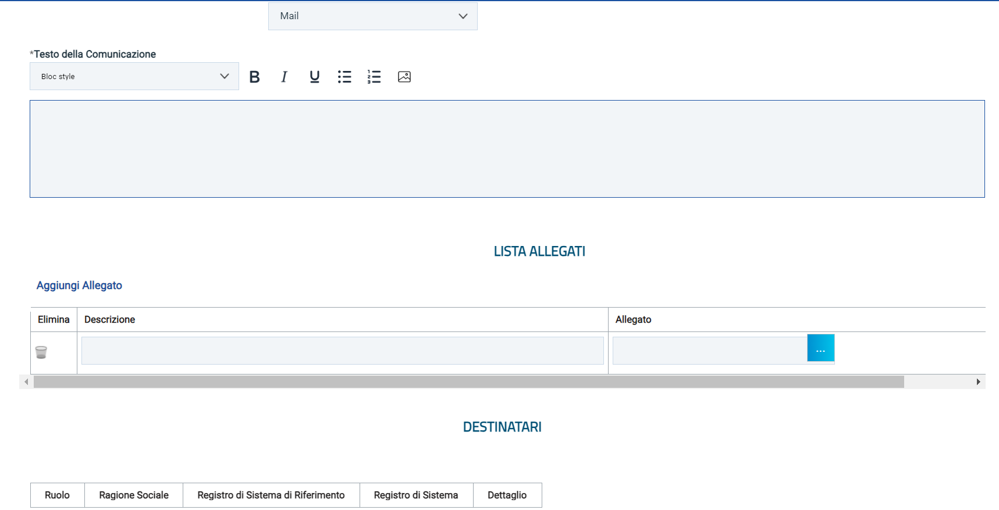 Mail
*Testo della Comunicazione
Bloc style
B I U
LISTA ALLEGATI
Aggiungi Allegato
Elimina Descrizione Allegato
...
DESTINATARI
Ruolo Ragione Sociale Registro di Sistema di Riferimento Registro di Sistema Dettaglio